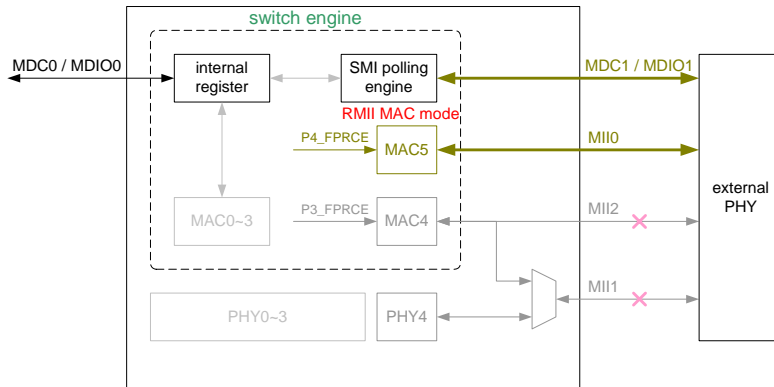 switch engine
MDC0 / MDIO0
internal
register
SMI polling
engine
MDC1 / MDIO1
RMII MAC mode
P4_FPRCE
MAC5
MII0
external
PHY
MAC0~3
P3_FPRCE
MAC4
MII2
MII1
PHY0~3
PHY4